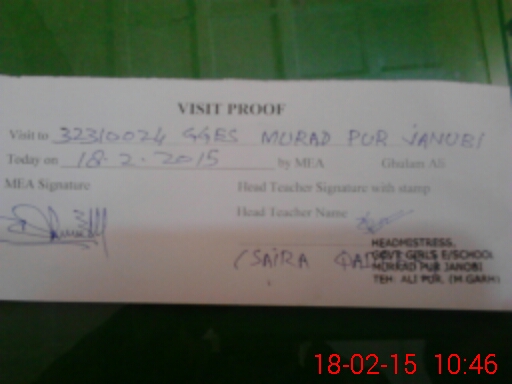 VISIT PROOF
Visit to 32310024 GGES MURAD PUR JANUBI
Today on 18.2.2015 by MEA Ghulam Ali
MEA Signature Head Teacher Signature with stamp
Head Teacher Name
(SAIRA
HEADMISTRESS,
GOVT GIRLS E/SCHOOL
MURRAD PUR JANOBI
TEH: ALI PUR, (M.GARH)
18-02-15 10:46